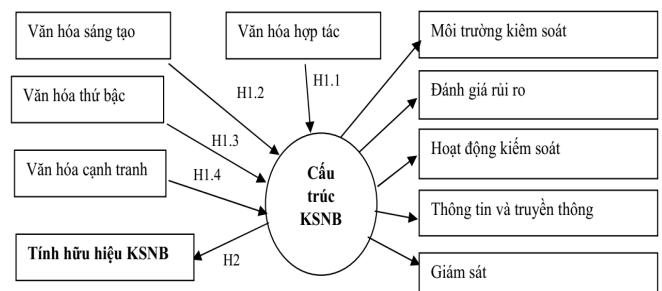 Văn hóa sáng tạo
Văn hóa hợp tác
Môi trường kiêm soát
H1.2
H1.1
Văn hóa thứ bậc
Đánh giá rủi ro
H1.3
Hoạt động kiếm soát
Văn hóa cạnh tranh
H1.4
Cấu
trúc
KSNB
Thông tin và truyền thông
Tính hữu hiệu KSNB
H2
Giám sát